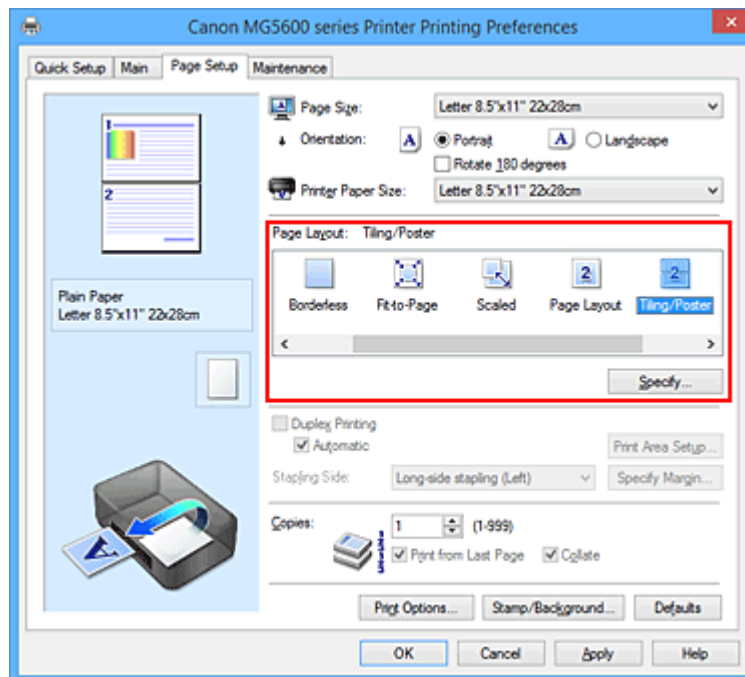 Canon MG5600 series Printer Printing Preferences
Quick Setup Main Page Setup Maintenance
1
2
Plain Paper
Letter 8.5"x11" 22x28cm
Page Size: Letter 8.5"x11" 22x28cm
Orientation: A Portrait A Landscape
Rotate 180 degrees
Printer Paper Size: Letter 8.5"x11" 22x28cm
Page Layout: Tiling/Poster
2 2
Borderless Fit-to-Page Scaled Page Layout Tiling/Poster
Specify...
Duplex Printing
Automatic Print Area Setup...
Stapling Side: Long-side stapling (Left) Specify Margin...
Copies: 1 (1-999)
Print from Last Page Collate
A
Print Options... Stamp/Background... Defaults
OK Cancel Apply Help